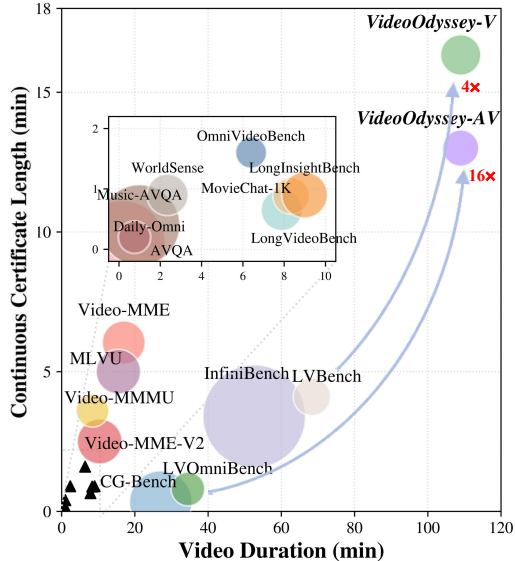 18
VideoOdyssey-V
4×
15
VideoOdyssey-AV
16×
2
OmniVideoBench
WorldSense
LongInsightBench
1
Music-AVQA
MovieChat-1K
Daily-Omni
LongVideoBench
0
AVQA
0 2 4 6 8 10
10
Video-MME
MLVU
InfiniBench
LVBench
5
Video-MMMU
Video-MME-V2
LVOmniBench
CG-Bench
0
0 20 40 60 80 100 120
Video Duration (min)
Continuous Certificate Length (min)